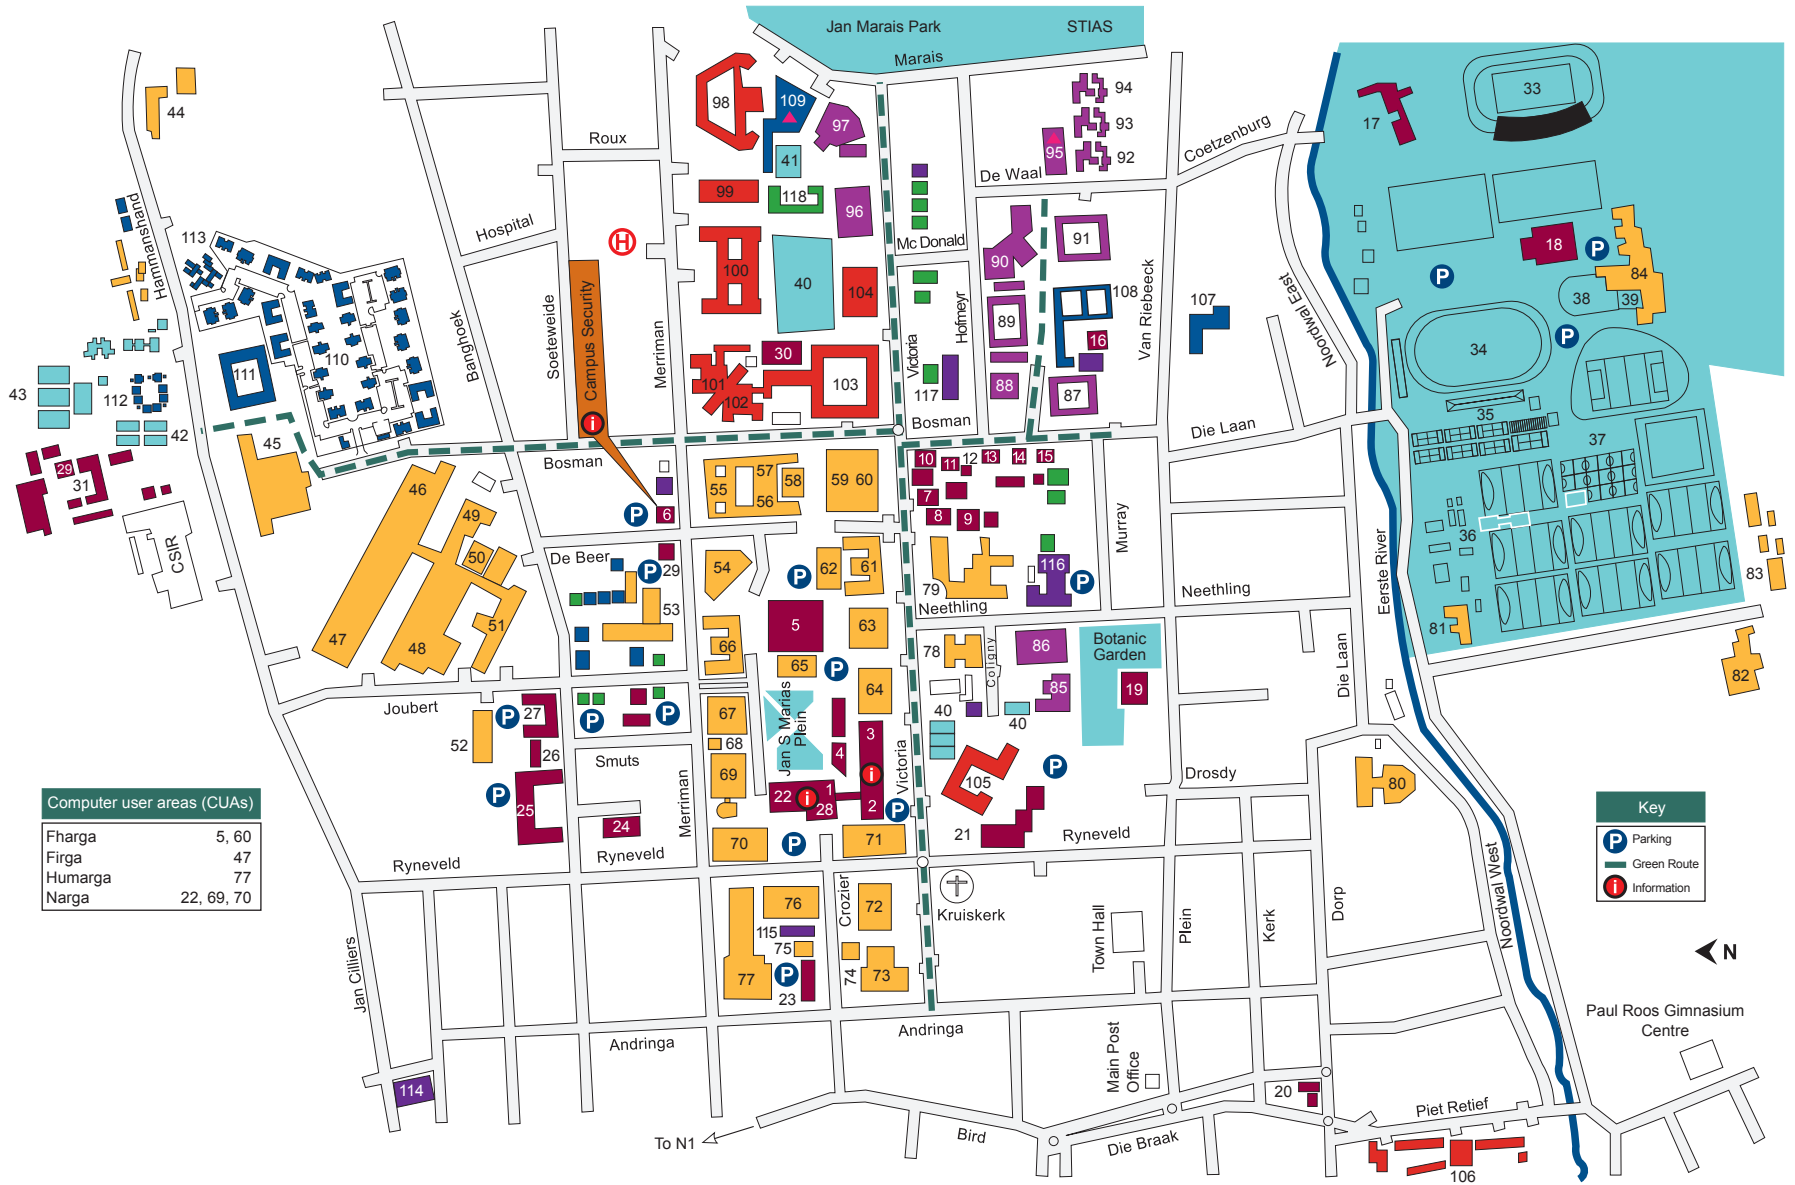 Jan Marais Park
STIAS
Marais
44
98
109
97
94
93
92
95
33
17
Roux
41
De Waal
Coetzenburg
Hammanshand
99
118
96
91
113
Hospital
H
Mc Donald
90
18
P
84
P
100
40
104
108
107
38
39
Banghoek
Soeteweide
Campus Security
Merriman
Victoria
Hofmeyr
89
16
Van Riebeeck
Noordwal East
34
P
110
111
30
101
102
103
88
87
117
43
112
42
i
Bosman
Die Laan
35
37
45
Bosman
29
31
46
57
55
58
56
59
60
10
11
12
13
14
15
7
8
9
Murray
36
P
6
49
CSIR
50
De Beer
P
29
54
P
62
61
79
116
P
Neethling
Neethling
Eerste River
83
53
51
47
48
5
63
66
65
P
78
Coligny
86
Botanic
Garden
81
82
Die Laan
64
85
19
Joubert
27
P
P
P
67
Jan S Marias
Plein
40
40
52
26
68
3
4
Victoria
Smuts
69
Merriman
105
P
Drosdy
80
Computer user areas (CUAs)
Fharga 5, 60
Firga 47
Humarga 77
Narga 22, 69, 70
P
25
22
i
1
28
i
2
P
24
21
Ryneveld
Key
P Parking
Green Route
i Information
Ryneveld
Ryneveld
70
P
71
Kruiskerk
Crozier
76
72
115
75
74
73
77
P
23
Town Hall
Plein
Kerk
Dorp
Noordwal West
N
Jan Cilliers
Andringa
Andringa
Paul Roos Gimnasium
Centre
Main Post
Office
114
20
Piet Retief
To N1
Bird
Die Braak
106